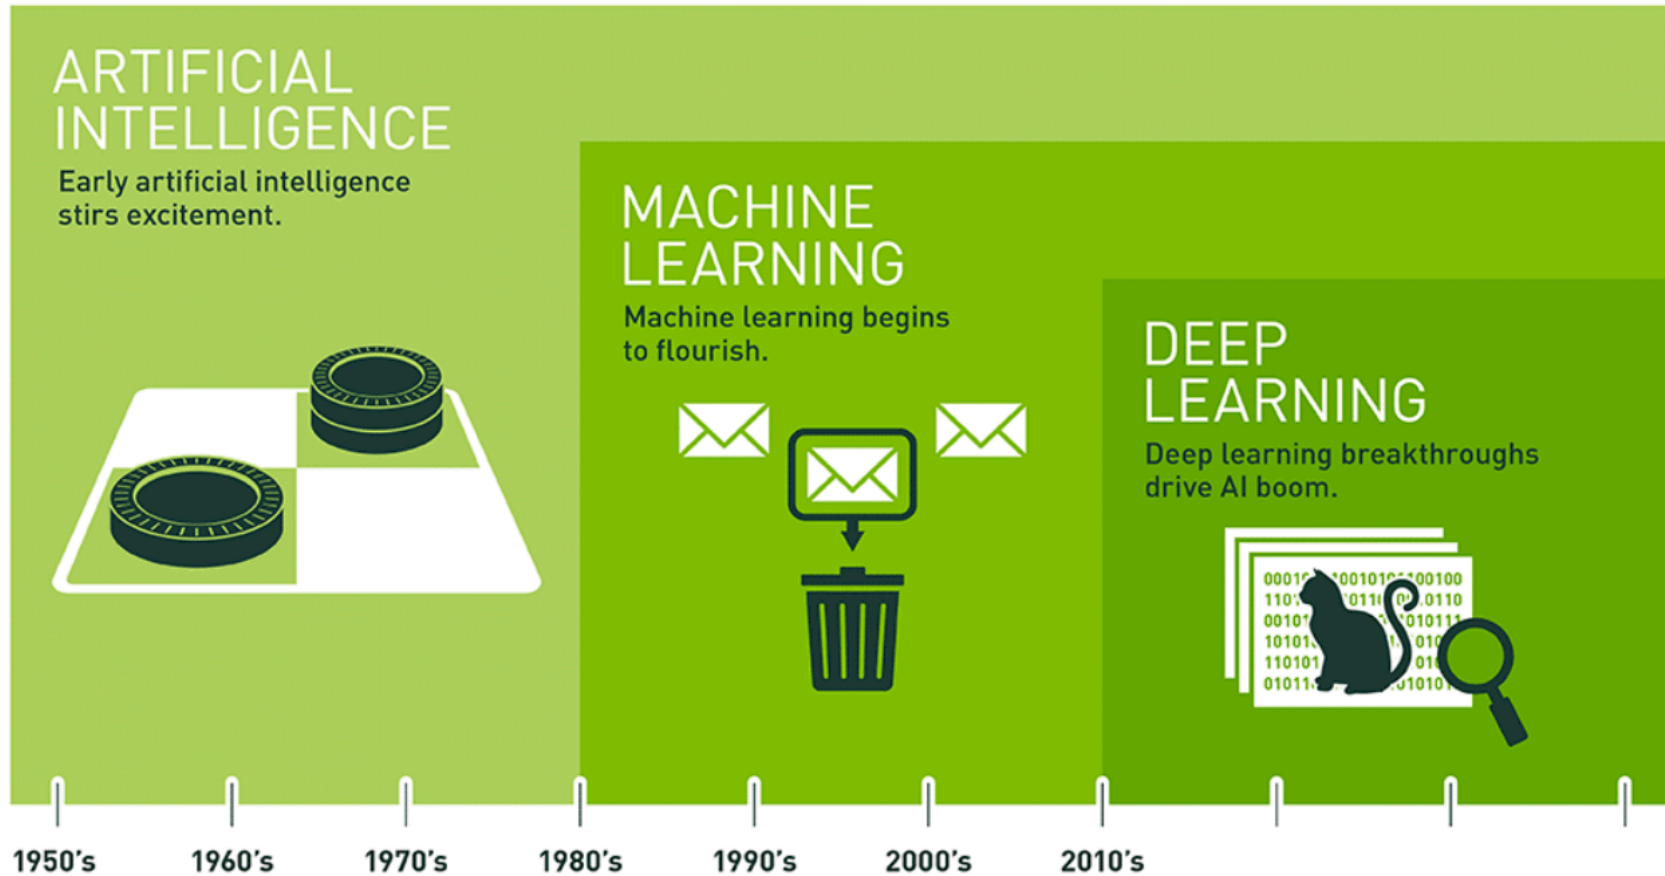 ARTIFICIAL
INTELLIGENCE
Early artificial intelligence
stirs excitement.
MACHINE
LEARNING
Machine learning begins
to flourish.
DEEP
LEARNING
Deep learning breakthroughs
drive AI boom.
1950's
1960's
1970's
1980's
1990's
2000's
2010's